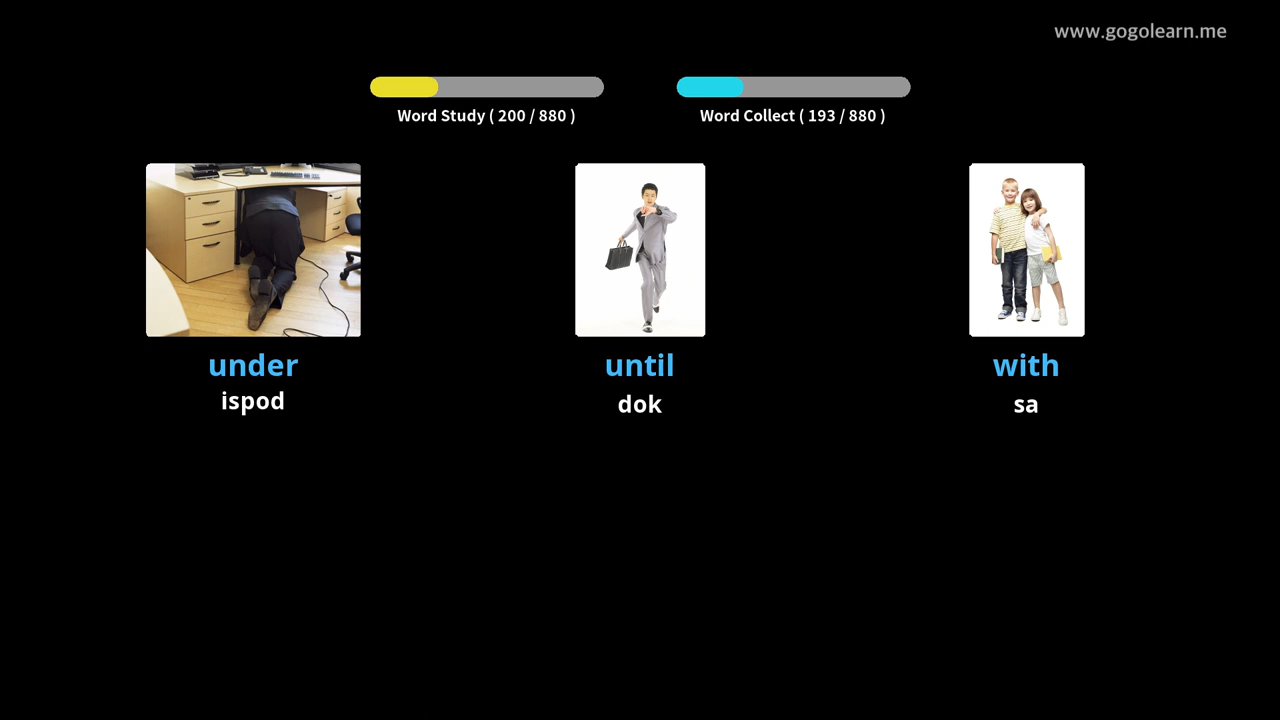 www.gogolearn.me
Word Study ( 200 / 880 )
Word Collect ( 193 / 880 )
under
ispod
until
dok
with
sa